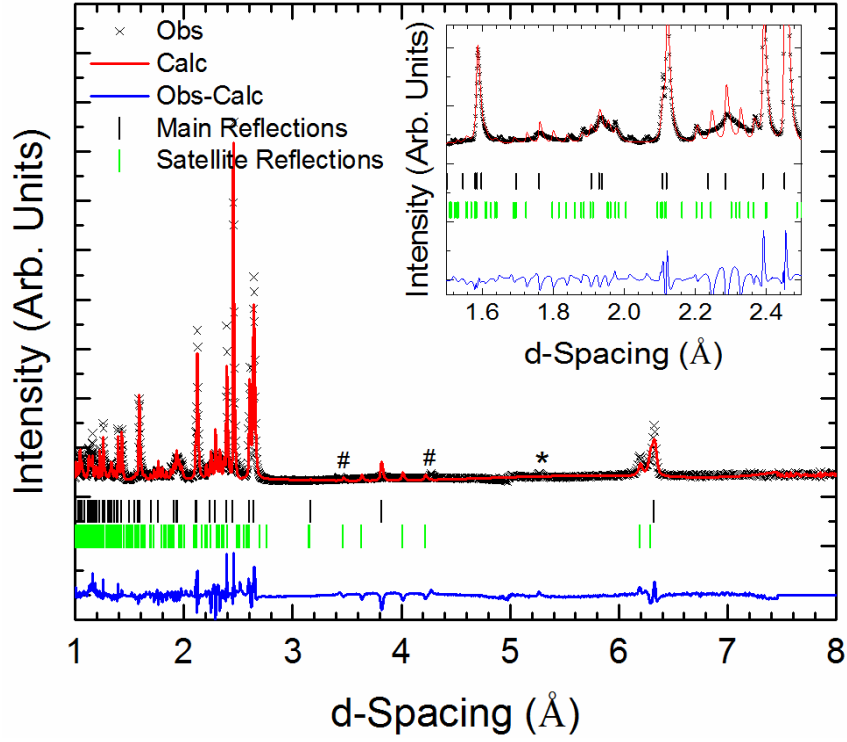 Obs
Calc
Obs-Calc
Main Reflections
Satellite Reflections
Intensity (Arb. Units)
1.6 1.8 2.0 2.2 2.4
d-Spacing (Å)
Intensity (Arb. Units)
# # *
1 2 3 4 5 6 7 8
d-Spacing (Å)